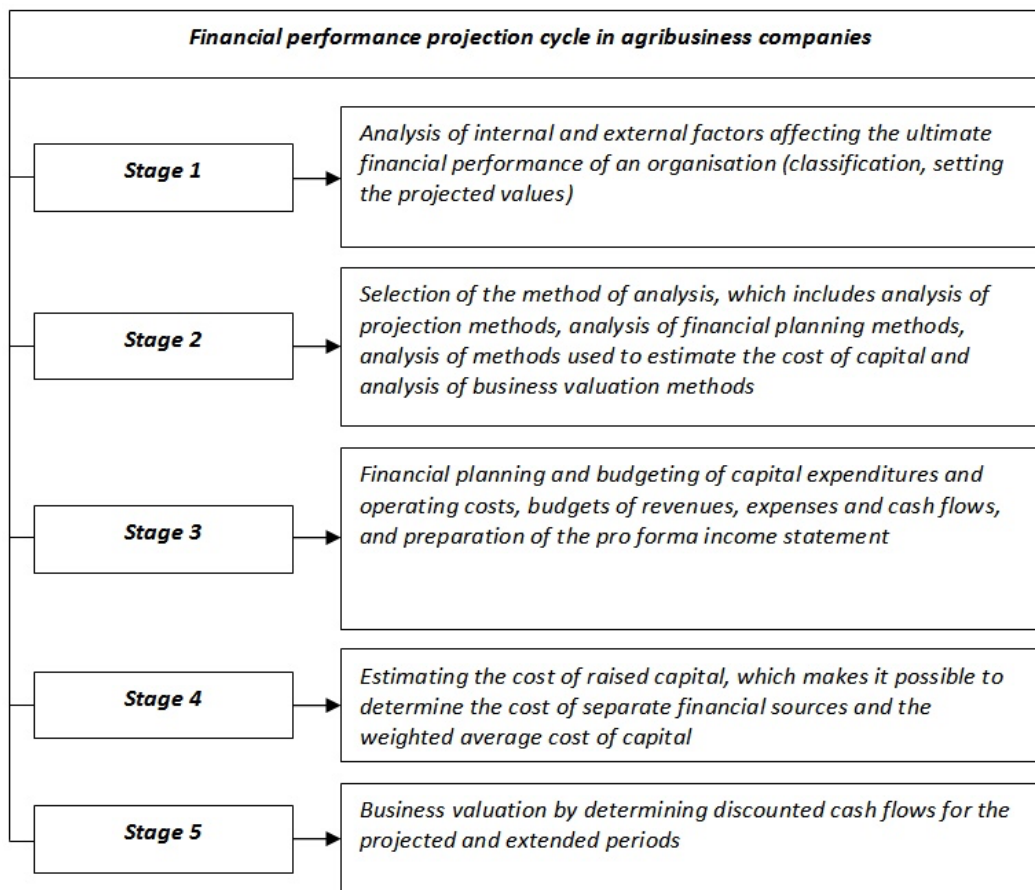 Financial performance projection cycle in agribusiness companies
Stage 1
Analysis of internal and external factors affecting the ultimate
financial performance of an organisation (classification, setting
the projected values)
Stage 2
Selection of the method of analysis, which includes analysis of
projection methods, analysis of financial planning methods,
analysis of methods used to estimate the cost of capital and
analysis of business valuation methods
Stage 3
Financial planning and budgeting of capital expenditures and
operating costs, budgets of revenues, expenses and cash flows,
and preparation of the pro forma income statement
Stage 4
Estimating the cost of raised capital, which makes it possible to
determine the cost of separate financial sources and the
weighted average cost of capital
Stage 5
Business valuation by determining discounted cash flows for the
projected and extended periods